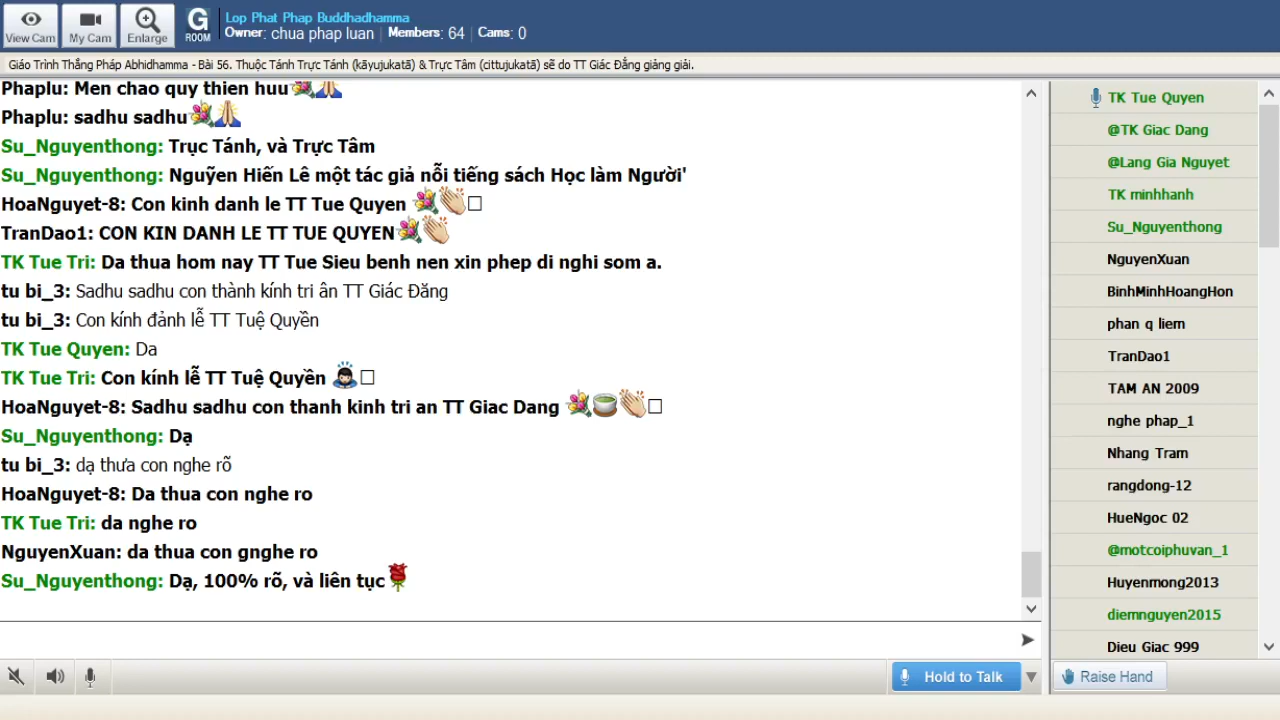 View Cam
My Cam
Enlarge
G
ROOM
Lop Phat Phap Buddhadhamma
Owner: chua phap luan | Members: 64 | Cams: 0
Giáo Trình Thắng Pháp Abhidhamma - Bài 56. Thuộc Tánh Trực Tánh (kāyujukatā) & Trực Tâm (cittujukatā) sẽ do TT Giác Đẳng giảng giải.
Phaplu: Men chao quy thien huu
Phaplu: sadhu sadhu
Su_Nguyenthong: Trục Tánh, và Trực Tâm
Su_Nguyenthong: Nguỹen Hiến Lê một tác giả nỗi tiếng sách Học làm Người'
HoaNguyet-8: Con kinh danh le TT Tue Quyen
TranDao1: CON KIN DANH LE TT TUE QUYEN
TK Tue Tri: Da thua hom nay TT Tue Sieu benh nen xin phep di nghi som a.
tu bi_3: Sadhu sadhu con thành kính tri ân TT Giác Đăng
tu bi_3: Con kính đảnh lễ TT Tuệ Quyền
TK Tue Quyen: Da
TK Tue Tri: Con kính lễ TT Tuệ Quyền
HoaNguyet-8: Sadhu sadhu con thanh kinh tri an TT Giac Dang
Su_Nguyenthong: Dạ
tu bi_3: dạ thưa con nghe rõ
HoaNguyet-8: Da thua con nghe ro
TK Tue Tri: da nghe ro
NguyenXuan: da thua con gnghe ro
Su_Nguyenthong: Dạ, 100% rõ, và liên tục
Hold to Talk
TK Tue Quyen
@TK Giac Dang
@Lang Gia Nguyet
TK minhhanh
Su_Nguyenthong
NguyenXuan
BinhMinhHoangHon
phan q liem
TranDao1
TAM AN 2009
nghe phap_1
Nhang Tram
rangdong-12
HueNgoc 02
@motcoiphuvan_1
Huyenmong2013
diemnguyen2015
Dieu Giac 999
Raise Hand